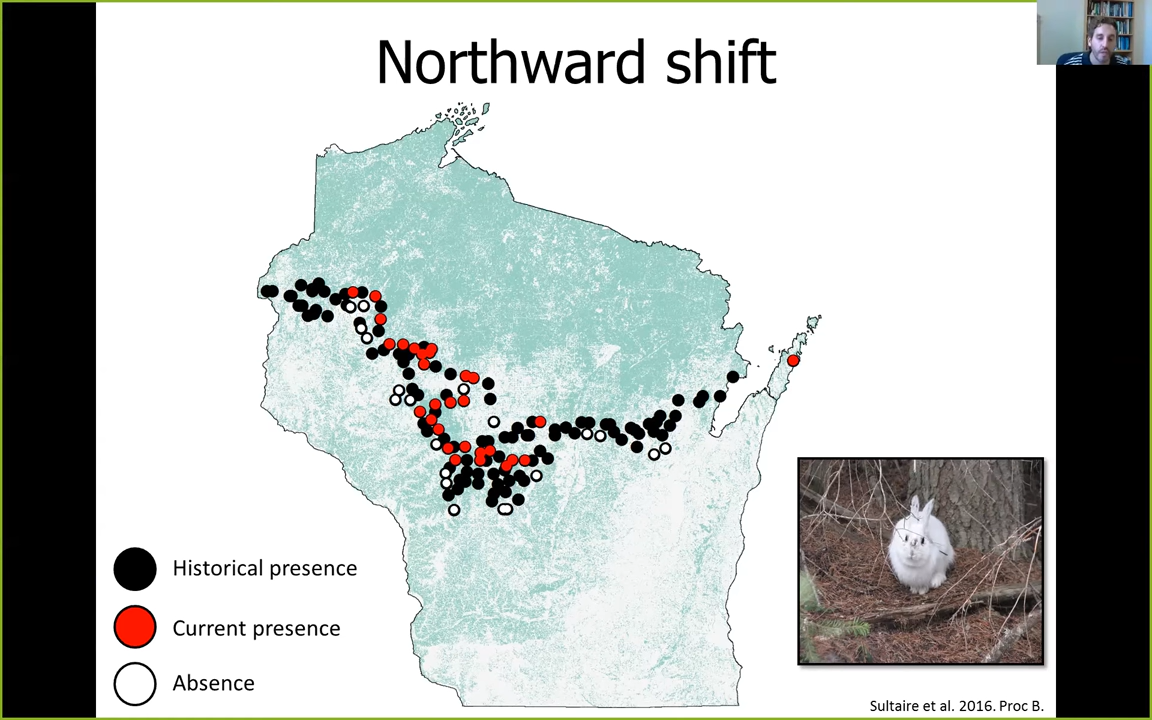 Northward shift
Historical presence
Current presence
Absence
Sultaire et al. 2016. Proc B.